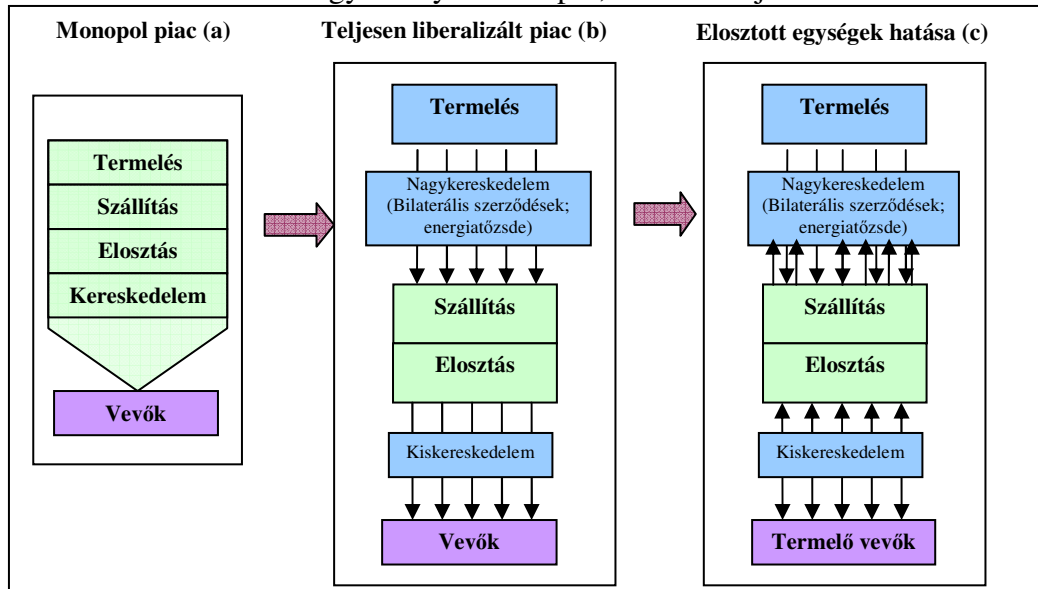 Monopol piac (a)
Teljesen liberalizált piac (b)
Elosztott egységek hatása (c)
Termelés
Szállítás
Elosztás
Kereskedelem
Vevők
Termelés
Nagykereskedelem
(Bilaterális szerződések;
energiatőzsde)
Szállítás
Elosztás
Kiskereskedelem
Vevők
Termelés
Nagykereskedelem
(Bilaterális szerződések;
energiatőzsde)
Szállítás
Elosztás
Kiskereskedelem
Termelő vevők